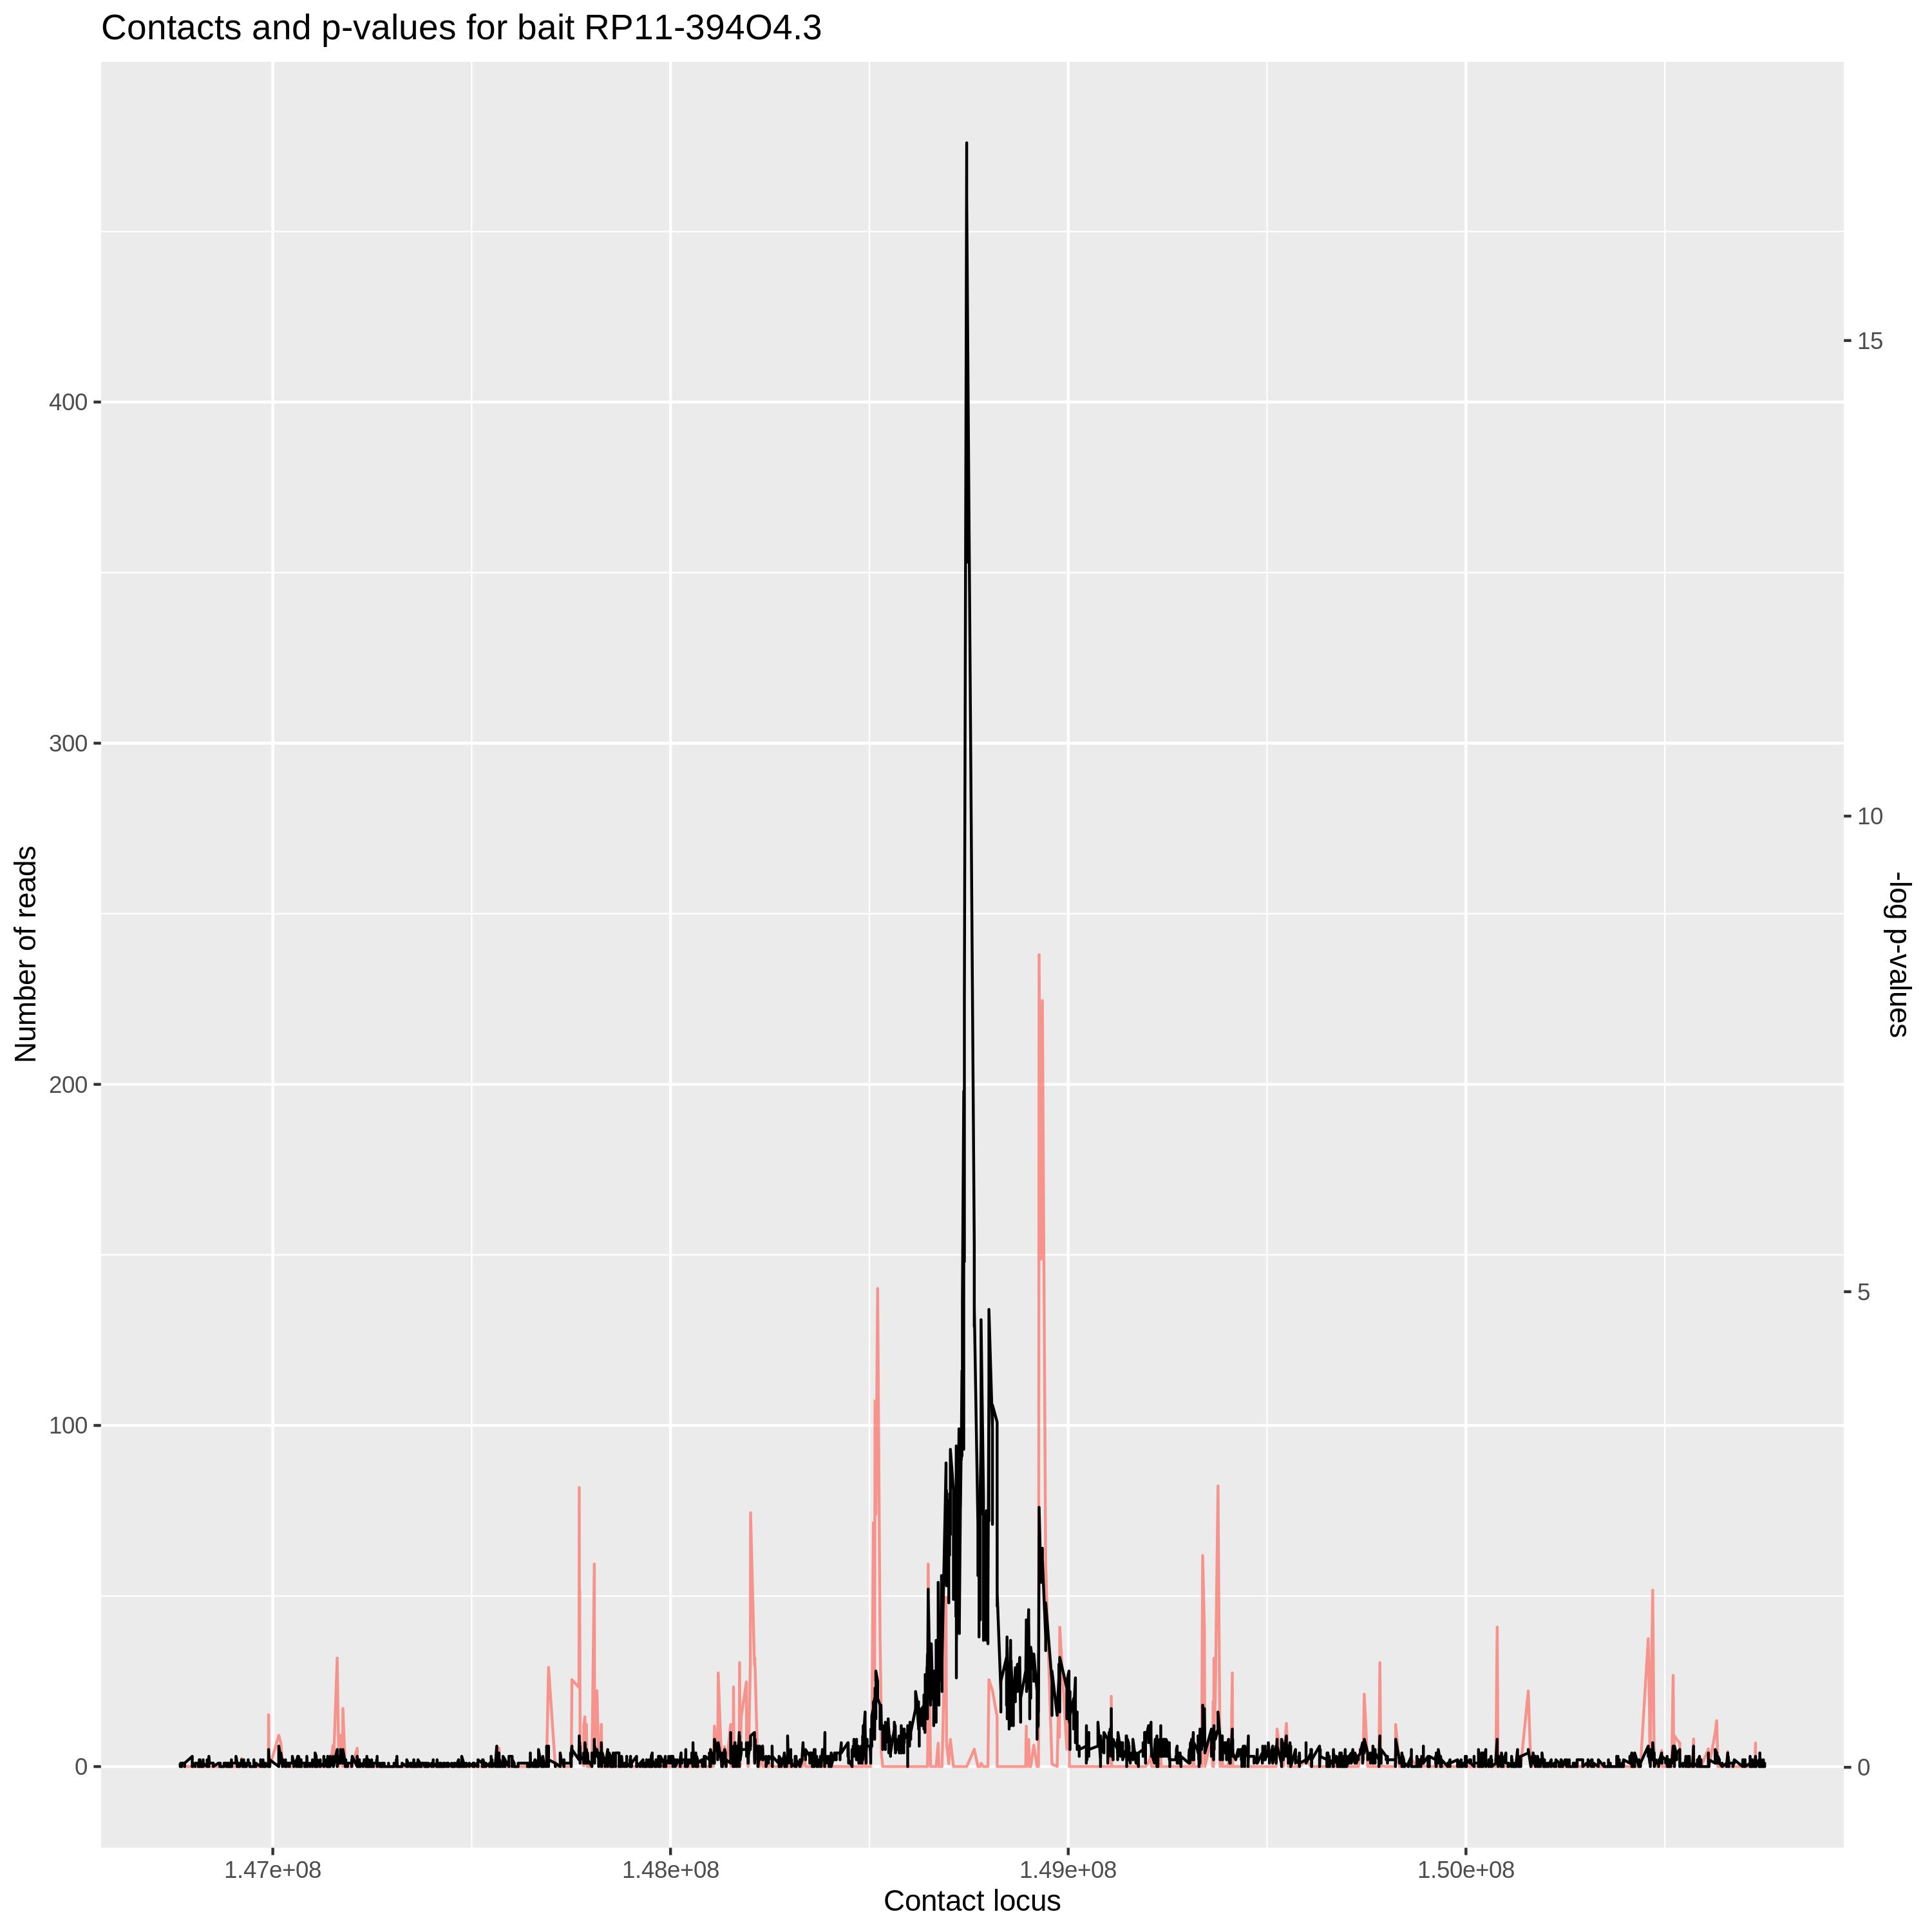 Contacts and p-values for bait RP11-394O4.3
Number of reads
400
300
200
100
0
15
10
5
0
-log p-values
1.47e+08
1.48e+08
1.49e+08
1.50e+08
Contact locus